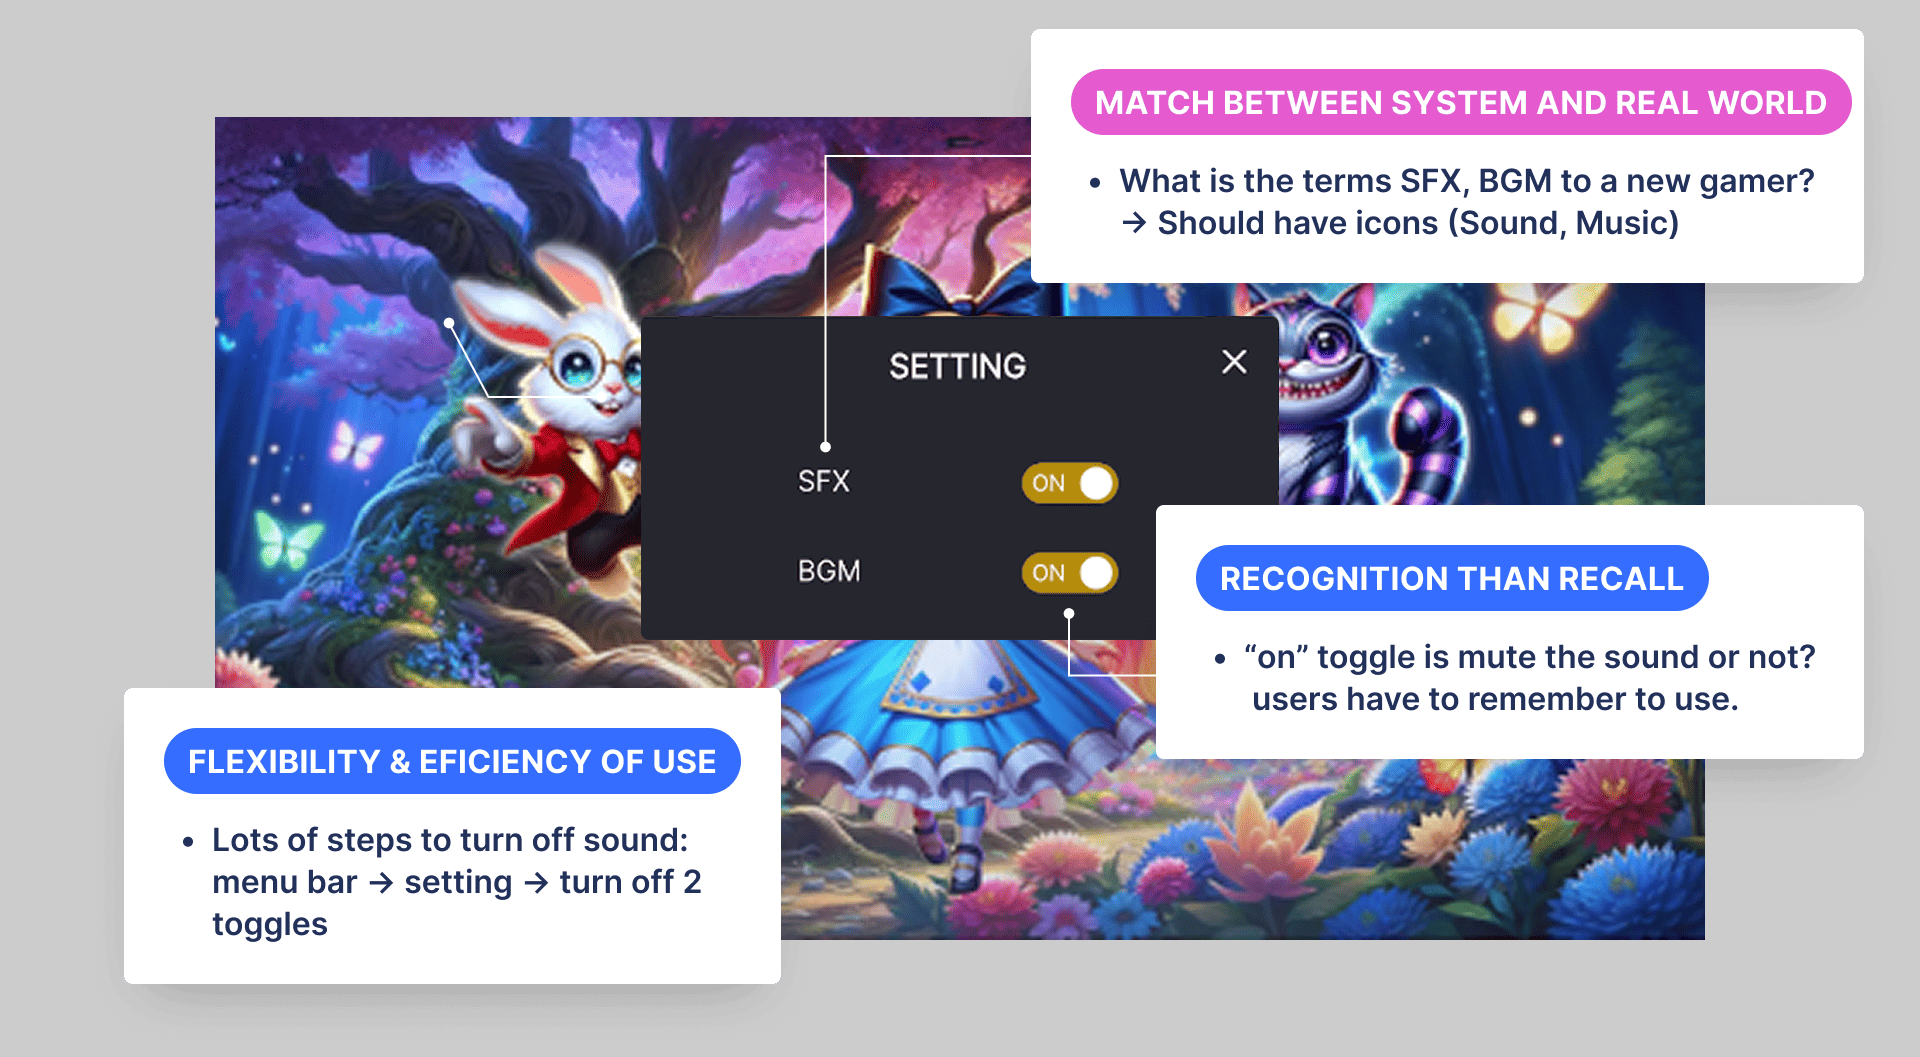 MATCH BETWEEN SYSTEM AND REAL WORLD
• What is the terms SFX, BGM to a new gamer?
→ Should have icons (Sound, Music)
SETTING
SFX
ON
BGM
ON
RECOGNITION THAN RECALL
• “on” toggle is mute the sound or not?
users have to remember to use.
FLEXIBILITY & EFICIENCY OF USE
• Lots of steps to turn off sound:
menu bar → setting → turn off 2
toggles